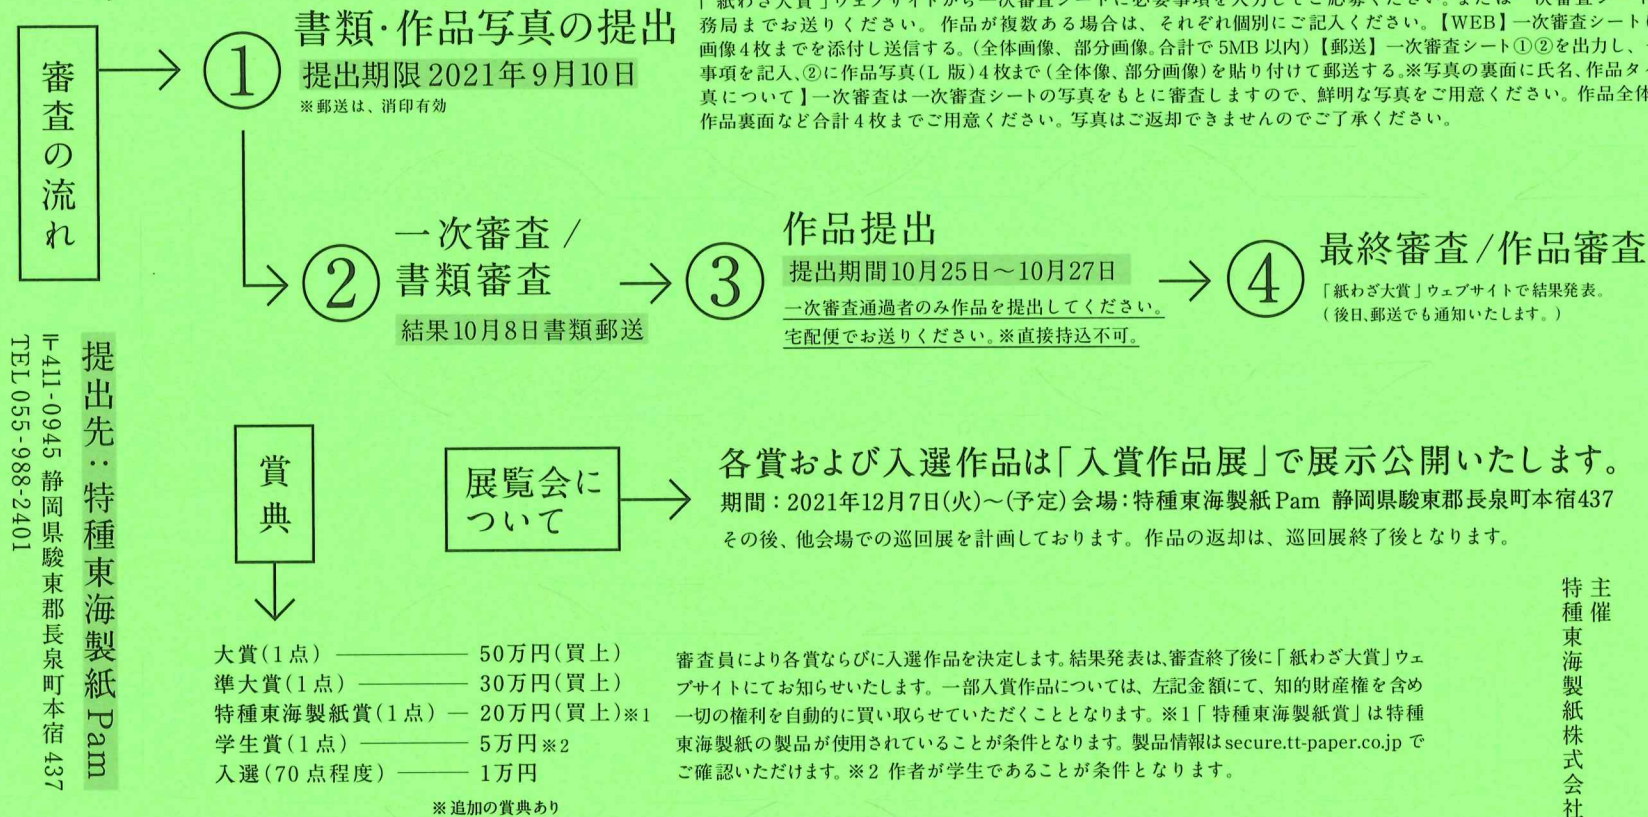 審査の流れ
①
書類・作品写真の提出
提出期限 2021年9月10日
※郵送は、消印有効
務局までお送りください。作品が複数ある場合は、それぞれ個別にご記入ください。【WEB】一次審査シート
画像4枚までを添付し送信する。(全体画像、部分画像。合計で5MB以内)【郵送】一次審査シート①②を出力し、
事項を記入、②に作品写真(L版)4枚まで(全体像、部分画像)を貼り付けて郵送する。※写真の裏面に氏名、作品タ
真について】一次審査は一次審査シートの写真をもとに審査しますので、鮮明な写真をご用意ください。作品全体
作品裏面など合計4枚までご用意ください。写真はご返却できませんのでご了承ください。
②
一次審査 /
書類審査
結果10月8日書類郵送
③
作品提出
提出期間10月25日～10月27日
一次審査通過者のみ作品を提出してください。
宅配便でお送りください。※直接持込不可。
④
最終審査/作品審査
「紙わざ大賞」ウェブサイトで結果発表。
(後日、郵送でも通知いたします。)
提出先:特種東海製紙 Pam
〒411-0945 静岡県駿東郡長泉町本宿 437
TEL 055-988-2401
賞典
展覧会に
ついて
各賞および入選作品は「入賞作品展」で展示公開いたします。
期間：2021年12月7日(火)～(予定) 会場：特種東海製紙 Pam 静岡県駿東郡長泉町本宿437
その後、他会場での巡回展を計画しております。作品の返却は、巡回展終了後となります。
大賞(1点) ——— 50万円(買上)
準大賞(1点) ——— 30万円(買上)
特種東海製紙賞(1点) — 20万円(買上)※1
学生賞(1点) ——— 5万円※2
入選(70点程度) ——— 1万円
※追加の賞典あり
審査員により各賞ならびに入選作品を決定します。結果発表は、審査終了後に「紙わざ大賞」ウェ
ブサイトにてお知らせいたします。一部入賞作品については、左記金額にて、知的財産権を含め
一切の権利を自動的に買い取らせていただくこととなります。※1「特種東海製紙賞」は特種
東海製紙の製品が使用されていることが条件となります。製品情報はsecure.tt-paper.co.jp で
ご確認いただけます。※2 作者が学生であることが条件となります。
主催
特種東海製紙株式会社